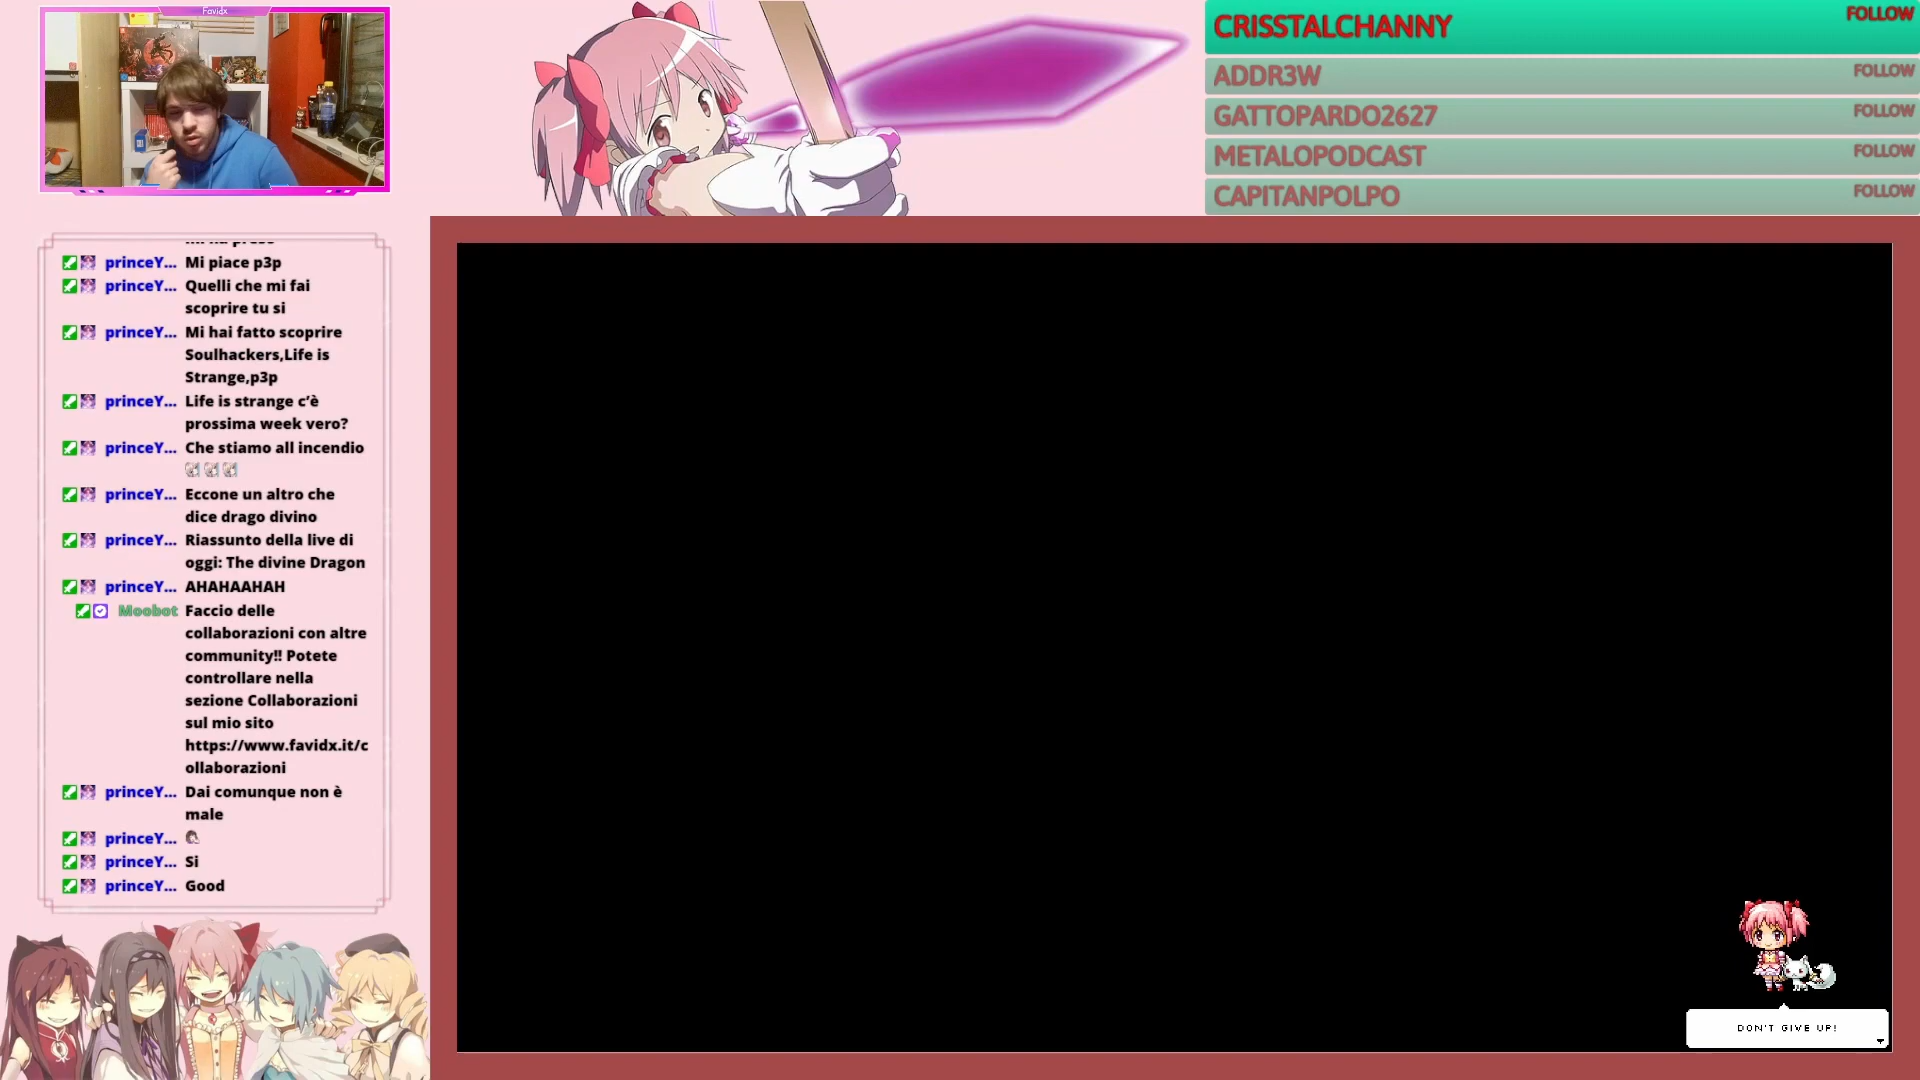 Favidx
CRISSTALCHANNY FOLLOW
ADDR3W FOLLOW
GATTOPARDO2627 FOLLOW
METALOPODCAST FOLLOW
CAPITANPOLPO FOLLOW
princeY... Mi piace p3p
princeY... Quelli che mi fai
scoprire tu si
princeY... Mi hai fatto scoprire
Soulhackers,Life is
Strange,p3p
princeY... Life is strange c’è
prossima week vero?
princeY... Che stiamo all incendio
princeY... Eccone un altro che
dice drago divino
princeY... Riassunto della live di
oggi: The divine Dragon
princeY... AHAHAAHAH
Moobot Faccio delle
collaborazioni con altre
community!! Potete
controllare nella
sezione Collaborazioni
sul mio sito
https://www.favidx.it/c
ollaborazioni
princeY... Dai comunque non è
male
princeY...
princeY... Si
princeY... Good
DON'T GIVE UP!